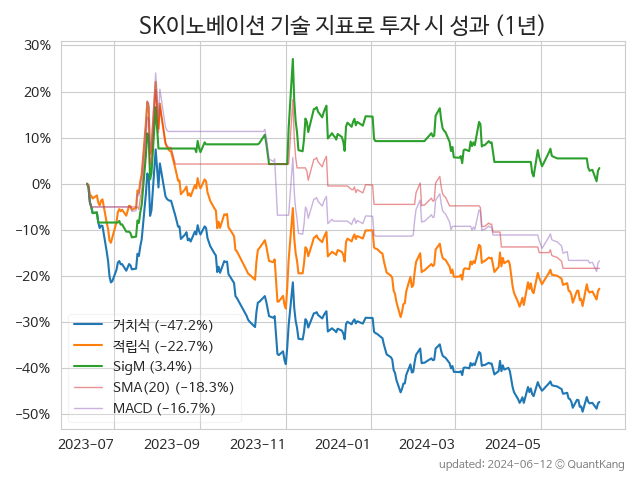 SK이노베이션 기술 지표로 투자 시 성과 (1년)
30%
20%
10%
0%
−10%
−20%
−30%
−40%
−50%
거치식 (−47.2%)
적립식 (−22.7%)
SigM (3.4%)
SMA(20) (−18.3%)
MACD (−16.7%)
2023-07 2023-09 2023-11 2024-01 2024-03 2024-05
updated: 2024-06-12 © QuantKang